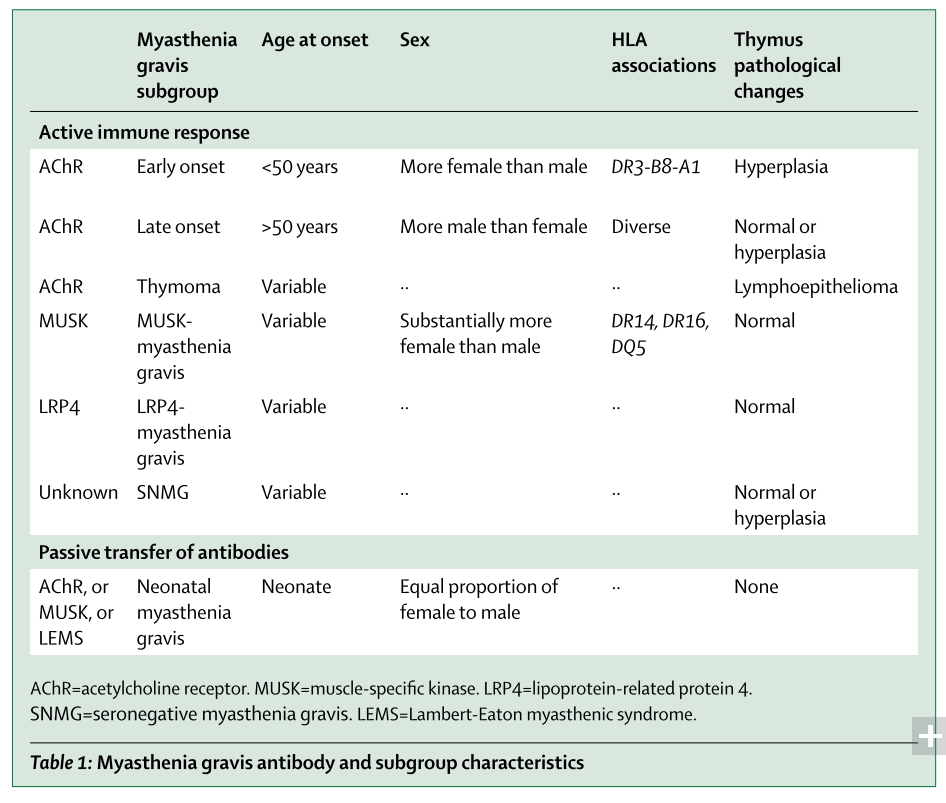 Myasthenia gravis subgroup Age at onset Sex HLA associations Thymus pathological changes
Active immune response
AChR Early onset <50 years More female than male DR3-B8-A1 Hyperplasia
AChR Late onset >50 years More male than female Diverse Normal or hyperplasia
AChR Thymoma Variable ·· ·· Lymphoepithelioma
MUSK MUSK-myasthenia gravis Variable Substantially more female than male DR14, DR16, DQ5 Normal
LRP4 LRP4-myasthenia gravis Variable ·· ·· Normal
Unknown SNMG Variable ·· ·· Normal or hyperplasia
Passive transfer of antibodies
AChR, or MUSK, or LEMS Neonatal myasthenia gravis Neonate Equal proportion of female to male ·· None
AChR=acetylcholine receptor. MUSK=muscle-specific kinase. LRP4=lipoprotein-related protein 4.
SNMG=seronegative myasthenia gravis. LEMS=Lambert-Eaton myasthenic syndrome.
Table 1: Myasthenia gravis antibody and subgroup characteristics